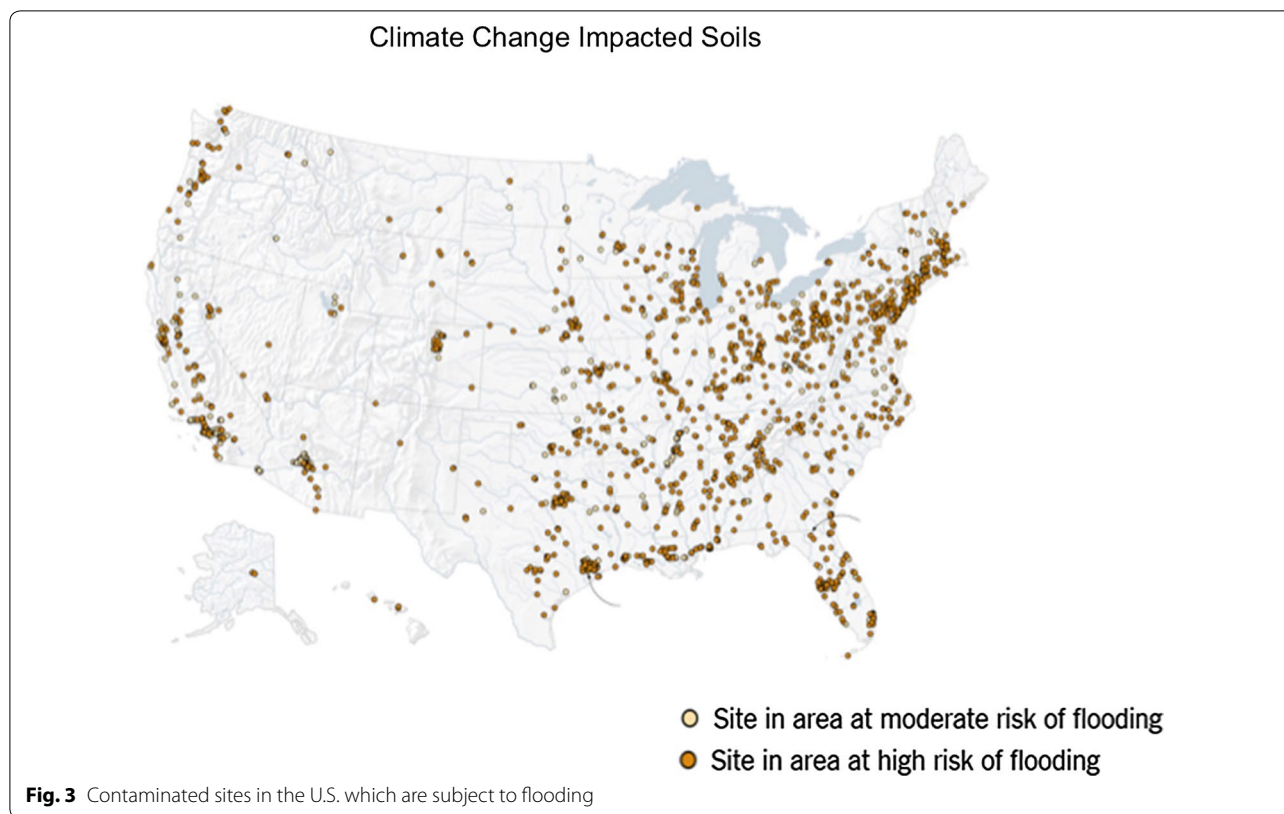 Climate Change Impacted Soils
Site in area at moderate risk of flooding
Site in area at high risk of flooding
Fig. 3 Contaminated sites in the U.S. which are subject to flooding